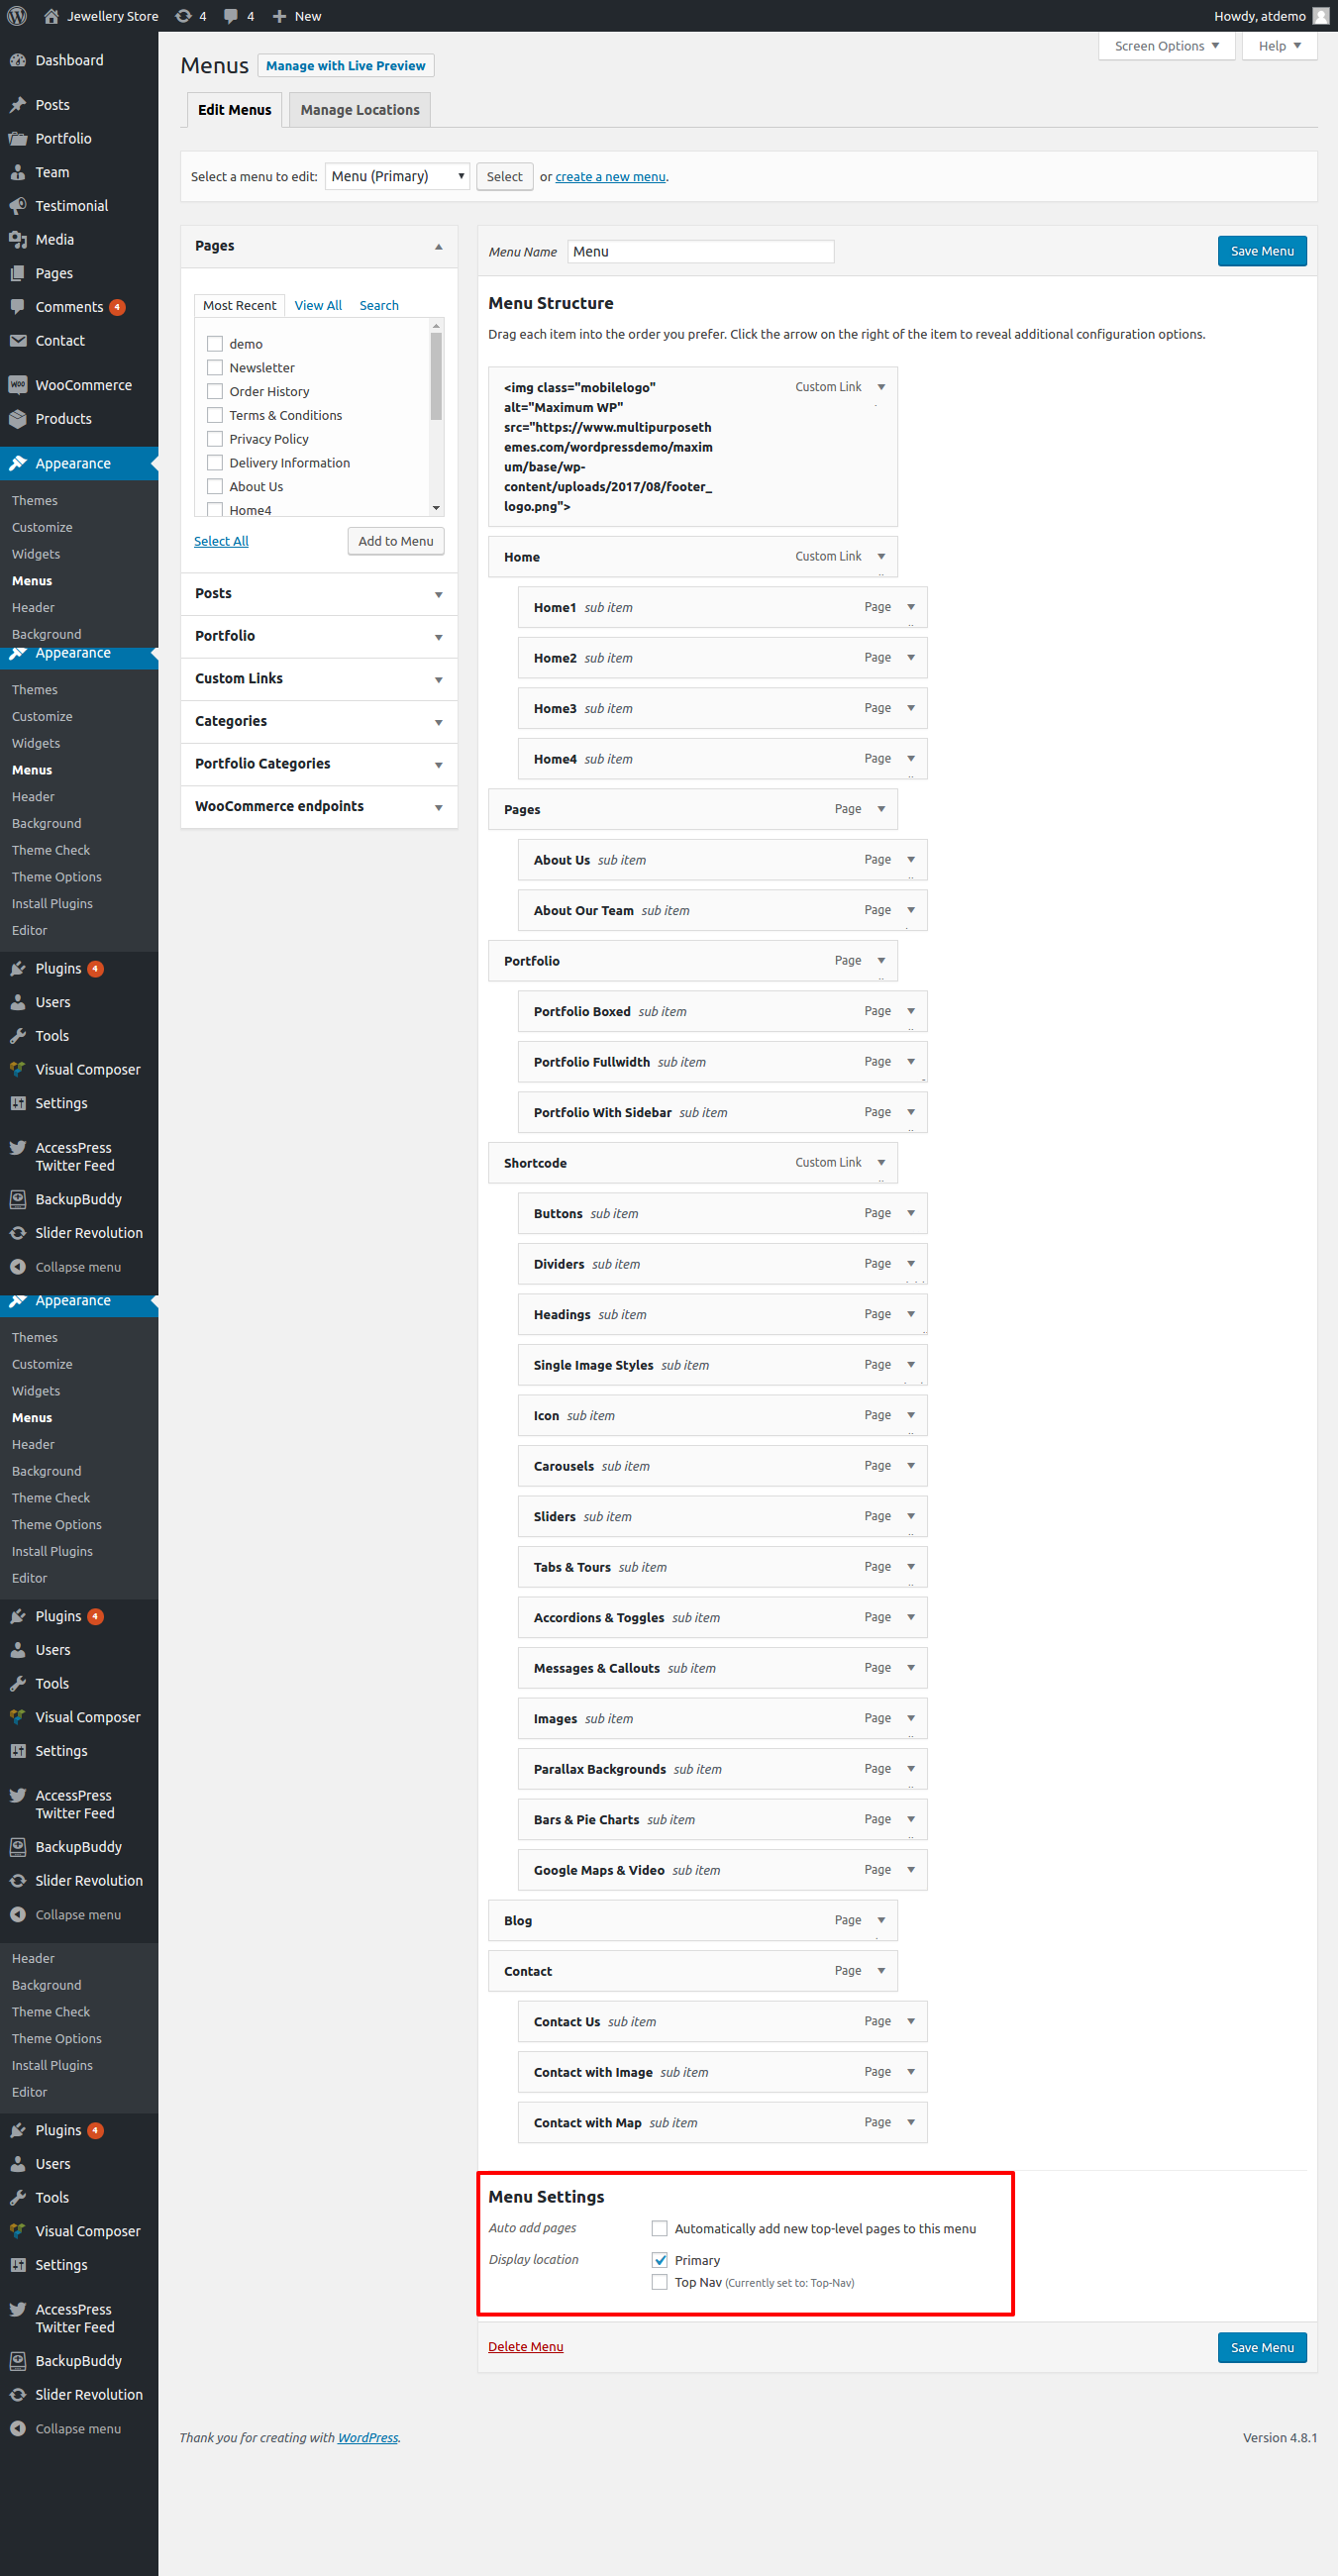 Jewellery Store 4 4 New Howdy, atdemo
Screen Options Help
Dashboard
Posts
Portfolio
Team
Testimonial
Media
Pages
Comments 4
Contact
WooCommerce
Products
Appearance
Themes
Customize
Widgets
Menus
Header
Background
Appearance
Themes
Customize
Widgets
Menus
Header
Background
Theme Check
Theme Options
Install Plugins
Editor
Plugins 4
Users
Tools
Visual Composer
Settings
AccessPress
Twitter Feed
BackupBuddy
Slider Revolution
Collapse menu
Appearance
Themes
Customize
Widgets
Menus
Header
Background
Theme Check
Theme Options
Install Plugins
Editor
Plugins 4
Users
Tools
Visual Composer
Settings
AccessPress
Twitter Feed
BackupBuddy
Slider Revolution
Collapse menu
Header
Background
Theme Check
Theme Options
Install Plugins
Editor
Plugins 4
Users
Tools
Visual Composer
Settings
AccessPress
Twitter Feed
BackupBuddy
Slider Revolution
Collapse menu
Menus Manage with Live Preview
Edit Menus Manage Locations
Select a menu to edit: Menu (Primary) Select or create a new menu.
Pages
Most Recent View All Search
demo
Newsletter
Order History
Terms & Conditions
Privacy Policy
Delivery Information
About Us
Home4
Select All Add to Menu
Posts
Portfolio
Custom Links
Categories
Portfolio Categories
WooCommerce endpoints
Menu Name Menu Save Menu
Menu Structure
Drag each item into the order you prefer. Click the arrow on the right of the item to reveal additional configuration options.
<img class="mobilelogo" Custom Link
alt="Maximum WP"
src="https://www.multipurposeth
emes.com/wordpressdemo/maxim
um/base/wp-
content/uploads/2017/08/footer_
logo.png">
Home Custom Link
Home1 sub item Page
Home2 sub item Page
Home3 sub item Page
Home4 sub item Page
Pages Page
About Us sub item Page
About Our Team sub item Page
Portfolio Page
Portfolio Boxed sub item Page
Portfolio Fullwidth sub item Page
Portfolio With Sidebar sub item Page
Shortcode Custom Link
Buttons sub item Page
Dividers sub item Page
Headings sub item Page
Single Image Styles sub item Page
Icon sub item Page
Carousels sub item Page
Sliders sub item Page
Tabs & Tours sub item Page
Accordions & Toggles sub item Page
Messages & Callouts sub item Page
Images sub item Page
Parallax Backgrounds sub item Page
Bars & Pie Charts sub item Page
Google Maps & Video sub item Page
Blog Page
Contact Page
Contact Us sub item Page
Contact with Image sub item Page
Contact with Map sub item Page
Menu Settings
Auto add pages Automatically add new top-level pages to this menu
Display location Primary
Top Nav (Currently set to: Top-Nav)
Delete Menu Save Menu
Thank you for creating with WordPress. Version 4.8.1